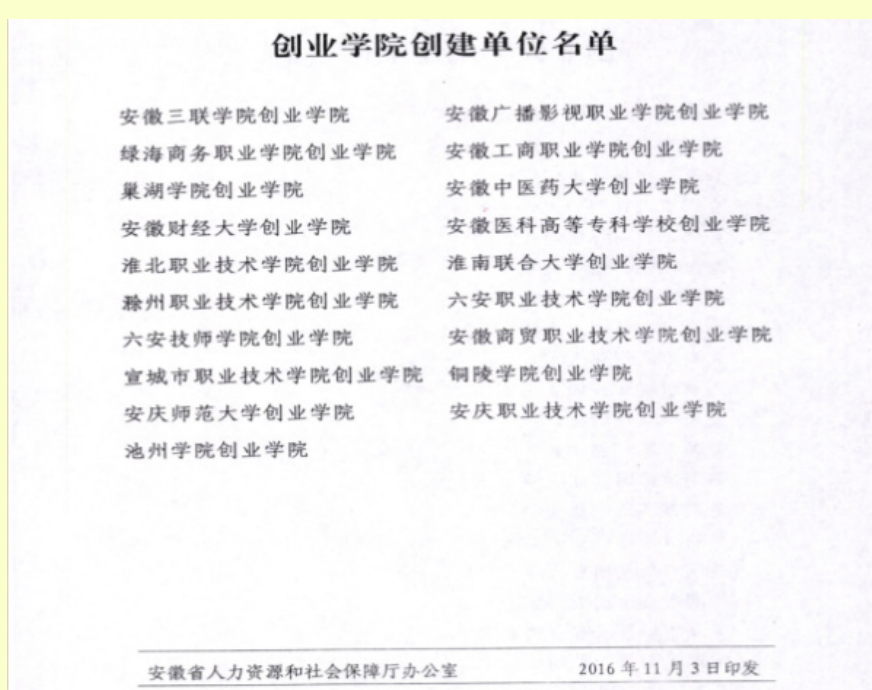 创业学院创建单位名单
安徽三联学院创业学院 安徽广播影视职业学院创业学院
绿海商务职业学院创业学院 安徽工商职业学院创业学院
巢湖学院创业学院 安徽中医药大学创业学院
安徽财经大学创业学院 安徽医科高等专科学校创业学院
淮北职业技术学院创业学院 淮南联合大学创业学院
滁州职业技术学院创业学院 六安职业技术学院创业学院
六安技师学院创业学院 安徽商贸职业技术学院创业学院
宣城市职业技术学院创业学院 铜陵学院创业学院
安庆师范大学创业学院 安庆职业技术学院创业学院
池州学院创业学院
安徽省人力资源和社会保障厅办公室 2016年11月3日印发